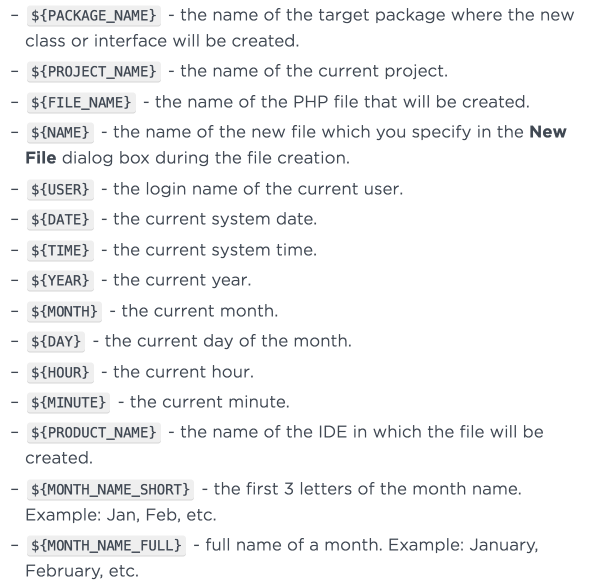 – ${PACKAGE_NAME} - the name of the target package where the new
class or interface will be created.
– ${PROJECT_NAME} - the name of the current project.
– ${FILE_NAME} - the name of the PHP file that will be created.
– ${NAME} - the name of the new file which you specify in the New
File dialog box during the file creation.
– ${USER} - the login name of the current user.
– ${DATE} - the current system date.
– ${TIME} - the current system time.
– ${YEAR} - the current year.
– ${MONTH} - the current month.
– ${DAY} - the current day of the month.
– ${HOUR} - the current hour.
– ${MINUTE} - the current minute.
– ${PRODUCT_NAME} - the name of the IDE in which the file will be
created.
– ${MONTH_NAME_SHORT} - the first 3 letters of the month name.
Example: Jan, Feb, etc.
– ${MONTH_NAME_FULL} - full name of a month. Example: January,
February, etc.